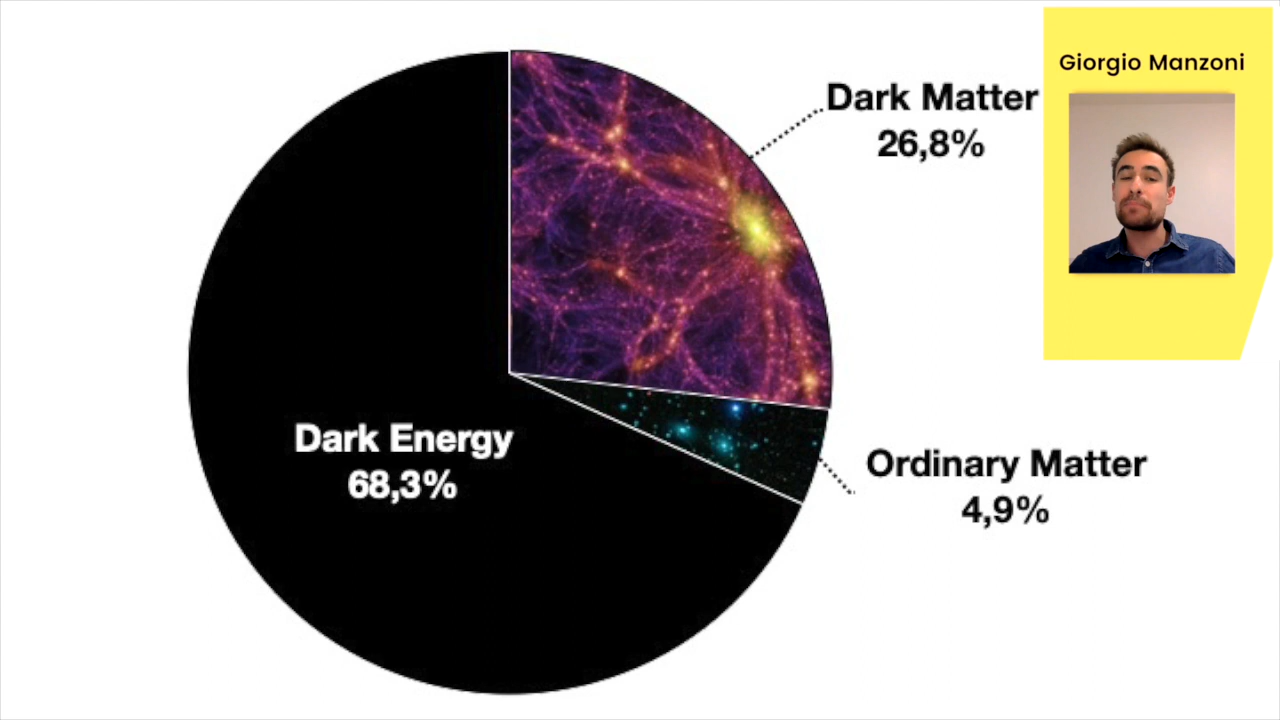 Giorgio Manzoni
Dark Matter
26,8%
Dark Energy
68,3%
Ordinary Matter
4,9%